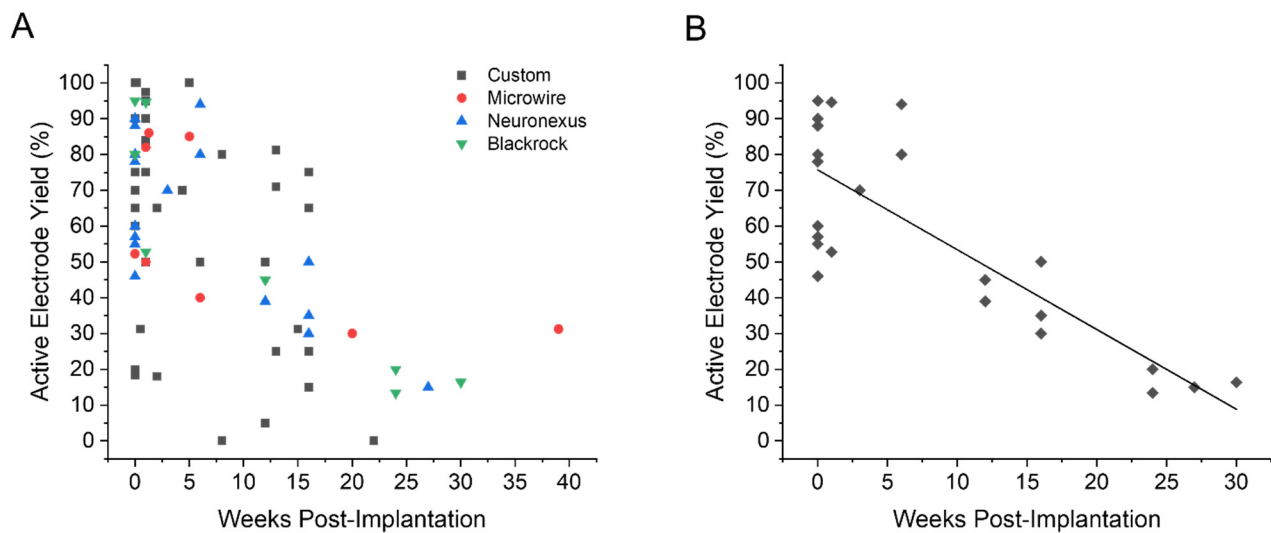 A
Active Electrode Yield (%)
100
90
80
70
60
50
40
30
20
10
0
Custom
Microwire
Neuronexus
Blackrock
0 5 10 15 20 25 30 35 40
Weeks Post-Implantation
B
Active Electrode Yield (%)
100
90
80
70
60
50
40
30
20
10
0
0 5 10 15 20 25 30
Weeks Post-Implantation